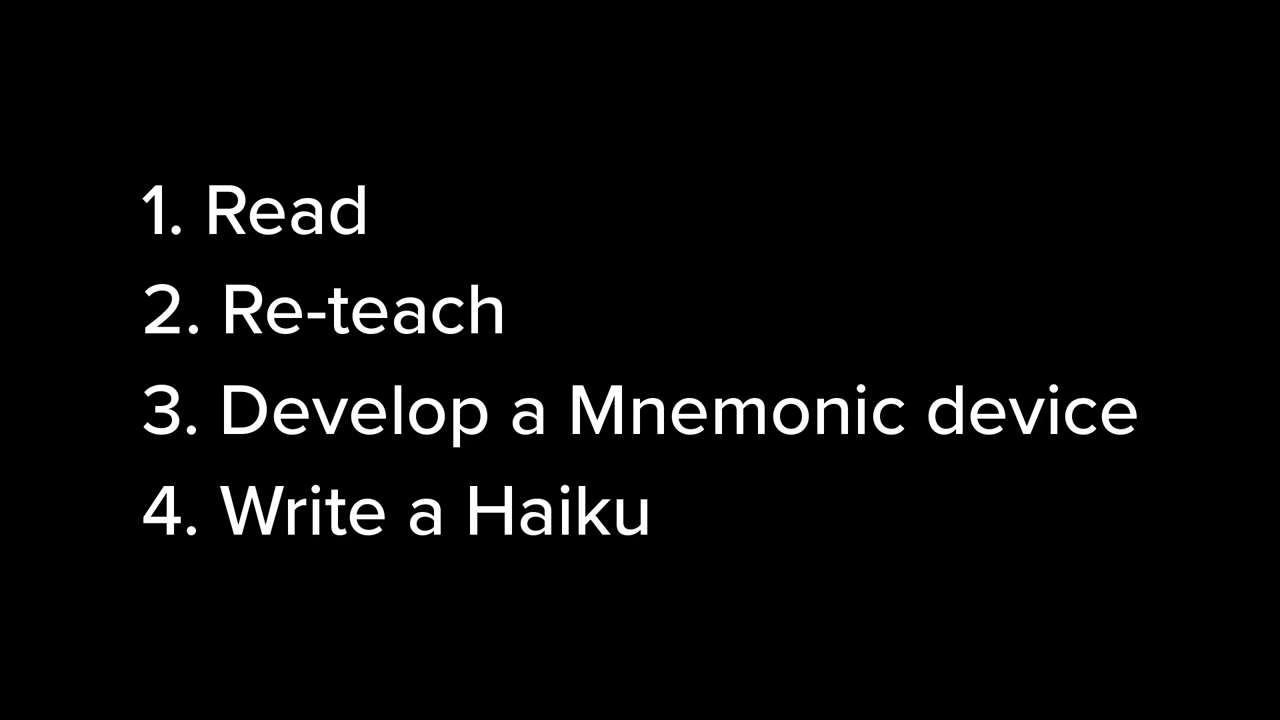 1. Read
2. Re-teach
3. Develop a Mnemonic device
4. Write a Haiku